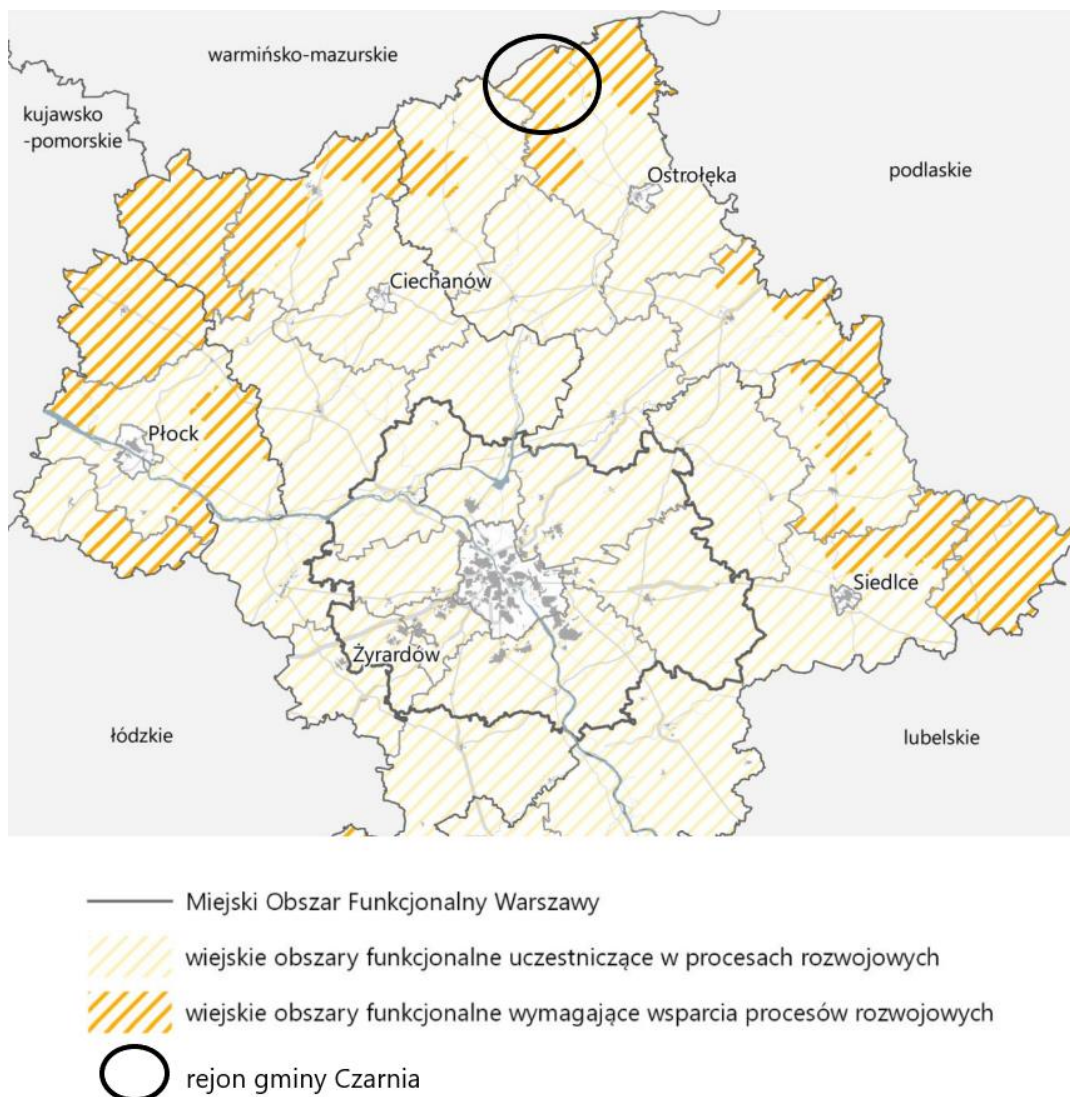 warmińsko-mazurskie
kujawsko
-pomorskie
podlaskie
Ostrołęka
Ciechanów
Płock
Siedlce
Żyrardów
łódzkie
lubelskie
Miejski Obszar Funkcjonalny Warszawy
wiejskie obszary funkcjonalne uczestniczące w procesach rozwojowych
wiejskie obszary funkcjonalne wymagające wsparcia procesów rozwojowych
rejon gminy Czarnia